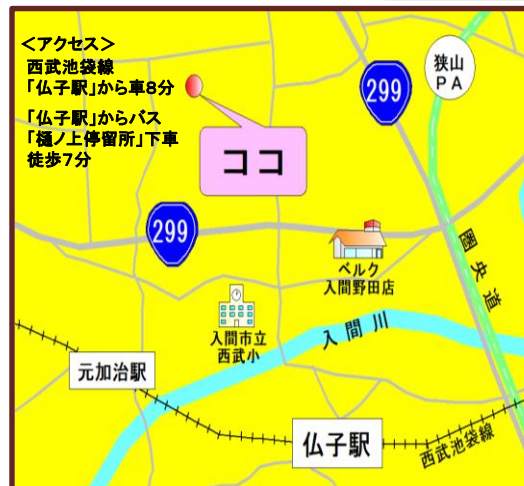 ＜アクセス＞
西武池袋線
「仏子駅」から車8分
「仏子駅」からバス
「樋ノ上停留所」下車
徒歩7分
ココ
299
狭山
PA
299
ベルク
入間野田店
圏央道
入間市立
西武小
入間川
元加治駅
仏子駅
西武池袋線